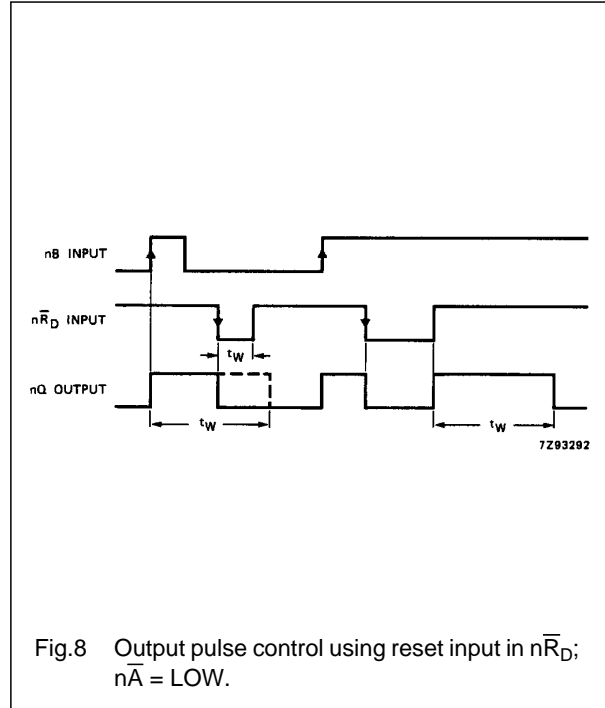 nB INPUT
nR̅D INPUT
tW
nQ OUTPUT
tW
tW
7Z93292
Fig.8 Output pulse control using reset input in nR̅D;
nA̅ = LOW.